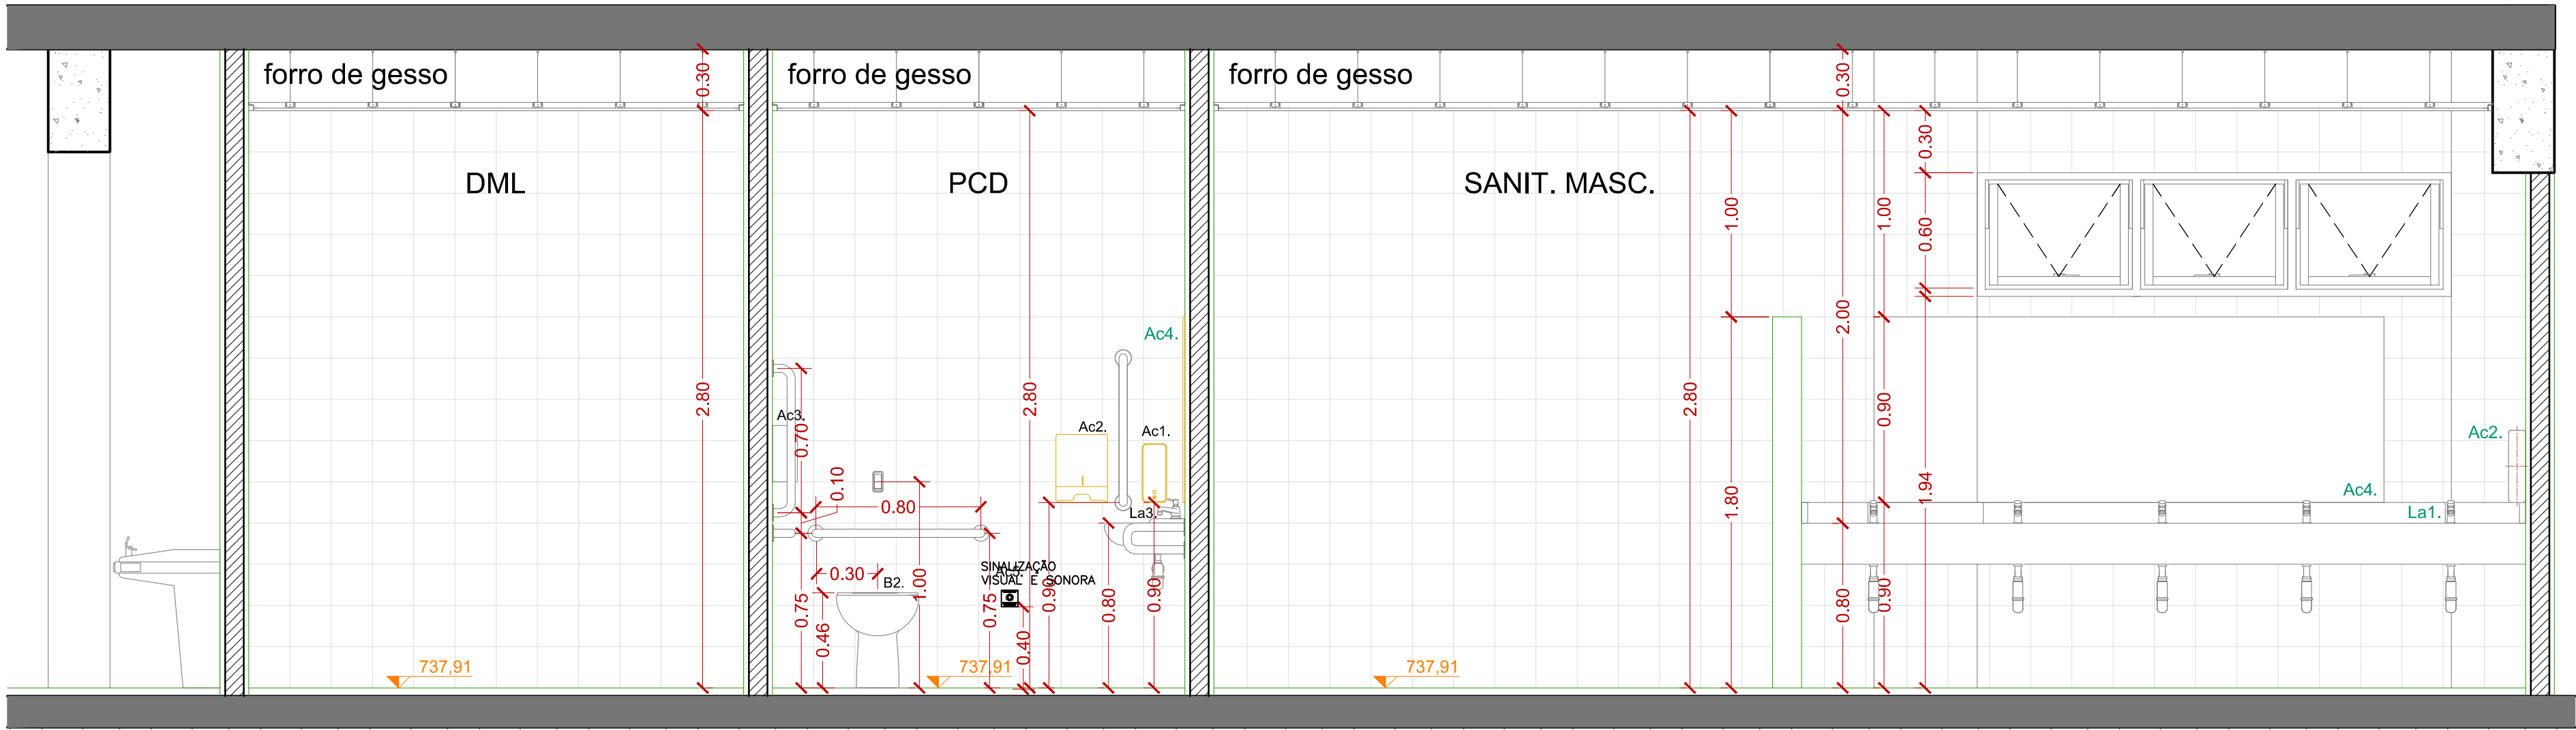 forro de gesso
0.30
forro de gesso
forro de gesso
0.30
DML
PCD
SANIT. MASC.
2.80
Ac3.
0.70
0.10
0.80
0.30
B2.
0.75
0.46
1.00
0.75
SINALIZAÇÃO
VISUAL E SONORA
Ac5.
0.40
2.80
0.90
0.80
0.90
Ac4.
Ac2.
Ac1.
La3.
2.80
1.00
1.80
2.00
0.80
1.00
0.90
0.90
0.30
0.60
1.94
Ac2.
Ac4.
La1.
737,91
737,91
737,91